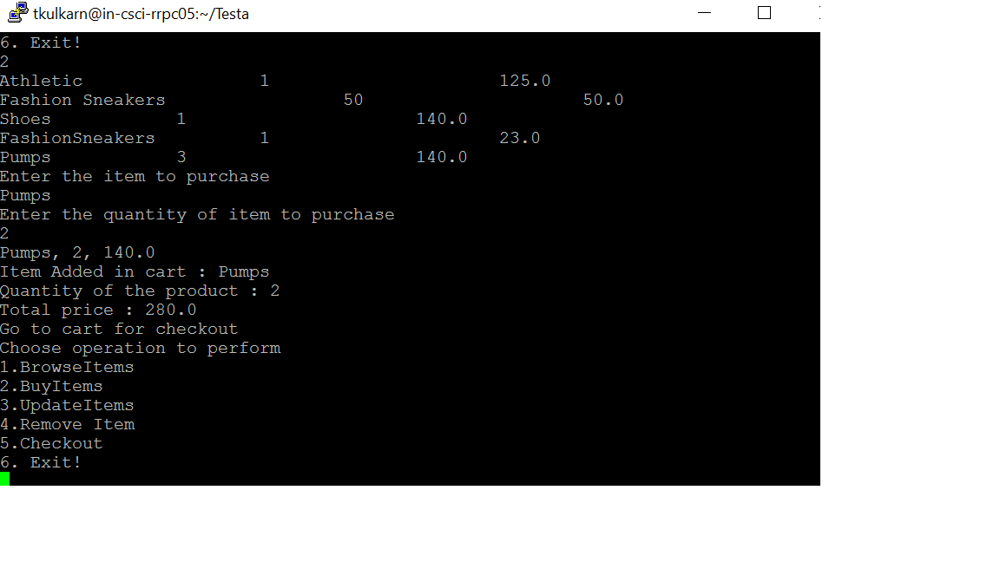 tkulkarn@in-csci-rrpc05:~/Testa
6. Exit!
2
Athletic 1 125.0
Fashion Sneakers 50 50.0
Shoes 1 140.0
FashionSneakers 1 23.0
Pumps 3 140.0
Enter the item to purchase
Pumps
Enter the quantity of item to purchase
2
Pumps, 2, 140.0
Item Added in cart : Pumps
Quantity of the product : 2
Total price : 280.0
Go to cart for checkout
Choose operation to perform
1.BrowseItems
2.BuyItems
3.UpdateItems
4.Remove Item
5.Checkout
6. Exit!